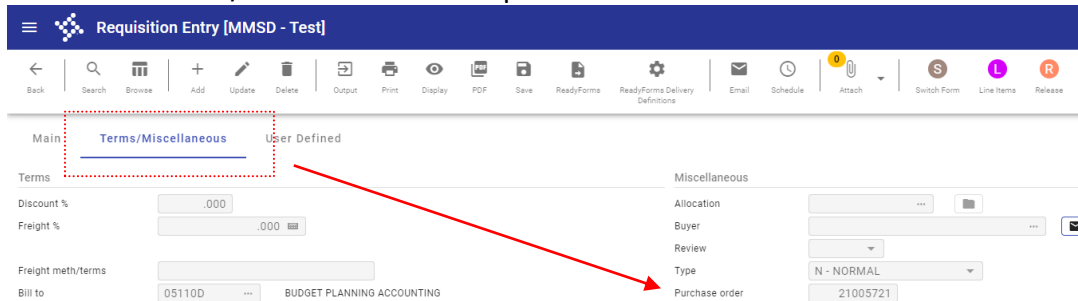 Requisition Entry [MMSD - Test]
0
S L R
Back Search Browse Add Update Delete Output Print Display PDF Save ReadyForms ReadyForms Delivery Definitions Email Schedule Attach Switch Form Line Items Release
Main Terms/Miscellaneous User Defined
Terms Miscellaneous
Discount % .000 Allocation
Freight % .000 Buyer
Review
Freight meth/terms Type N - NORMAL
Bill to 05110D BUDGET PLANNING ACCOUNTING Purchase order 21005721